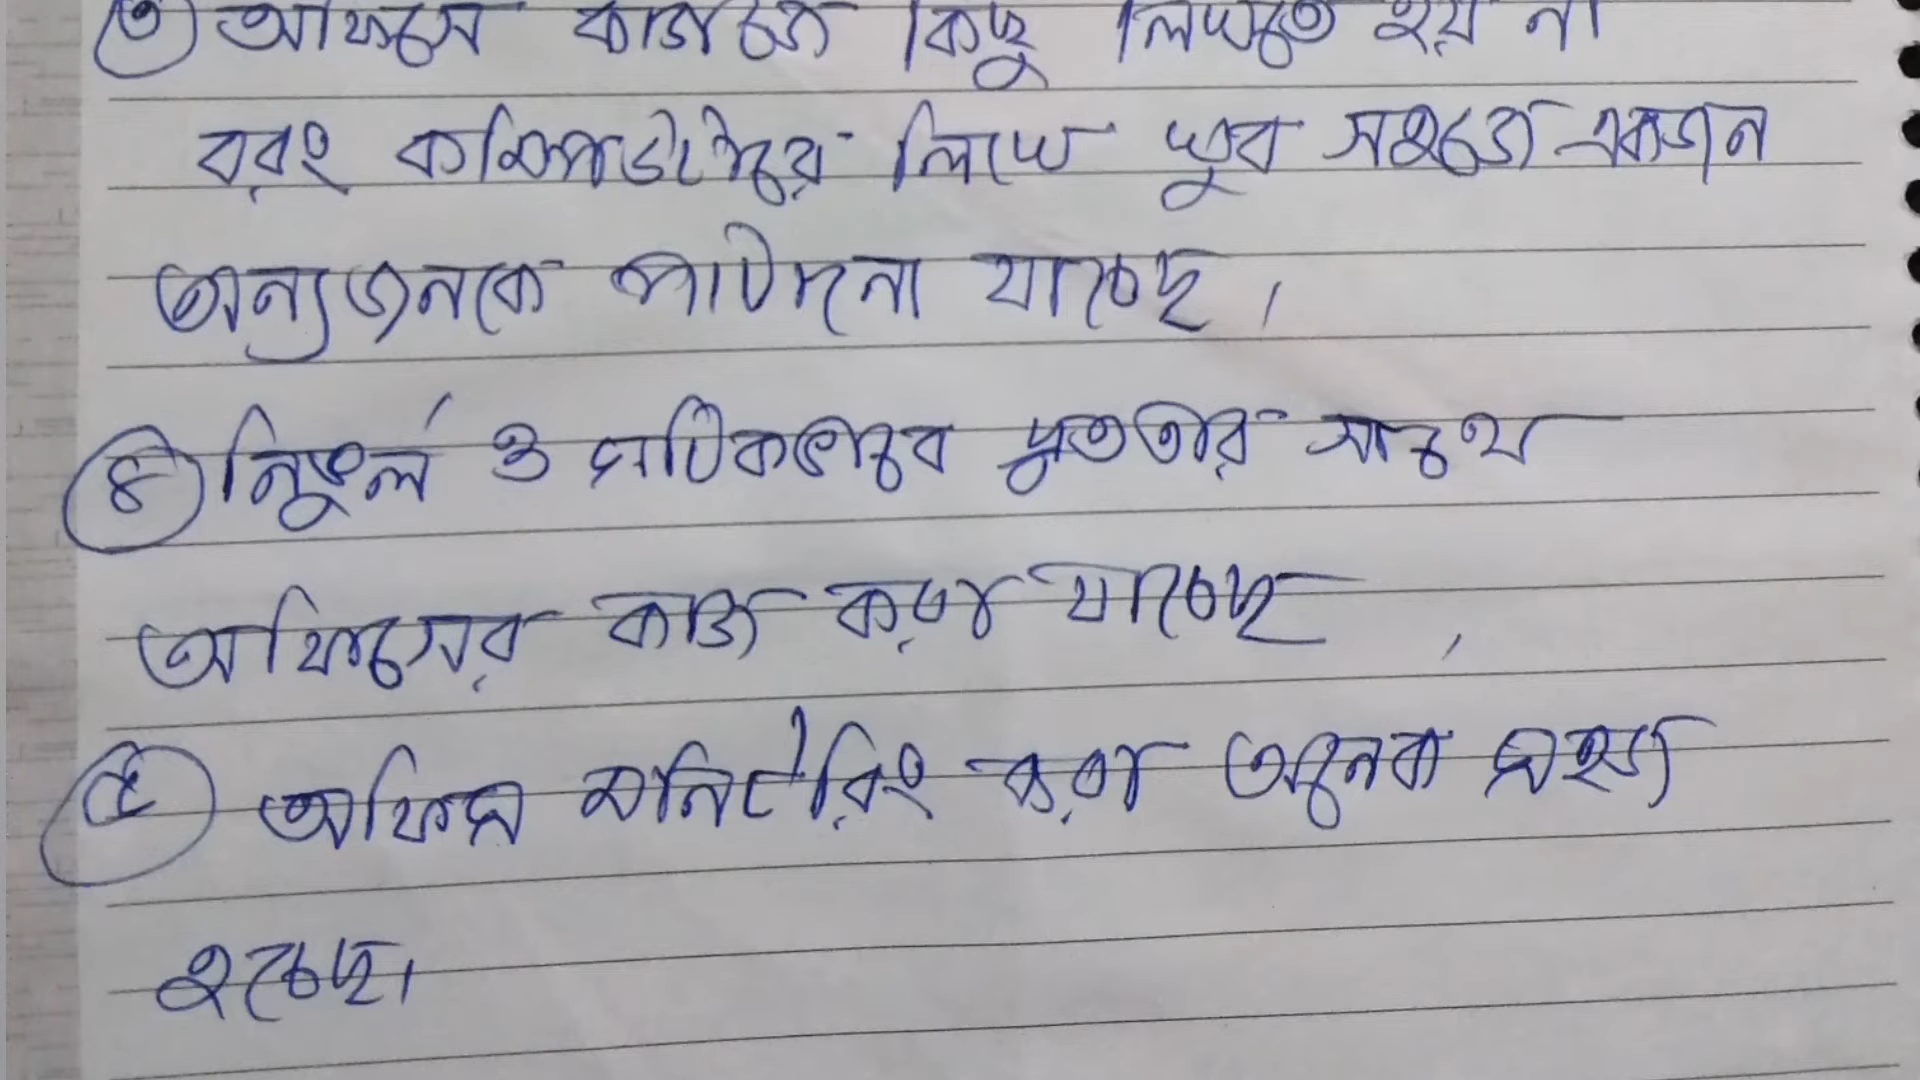 ৩ অফিসে কাগজে কিছু লিখতে হয় না
বরং কম্পিউটারে লিখে খুব সহজে একজন
অন্যজনকে পাঠানো যাচ্ছে।
৪ নির্ভুল ও সঠিকভাবে দ্রুততার সাথে
অফিসের কাজ করা যাচ্ছে,
৫ অফিস মনিটরিং করা অনেক সহজ
হচ্ছে।